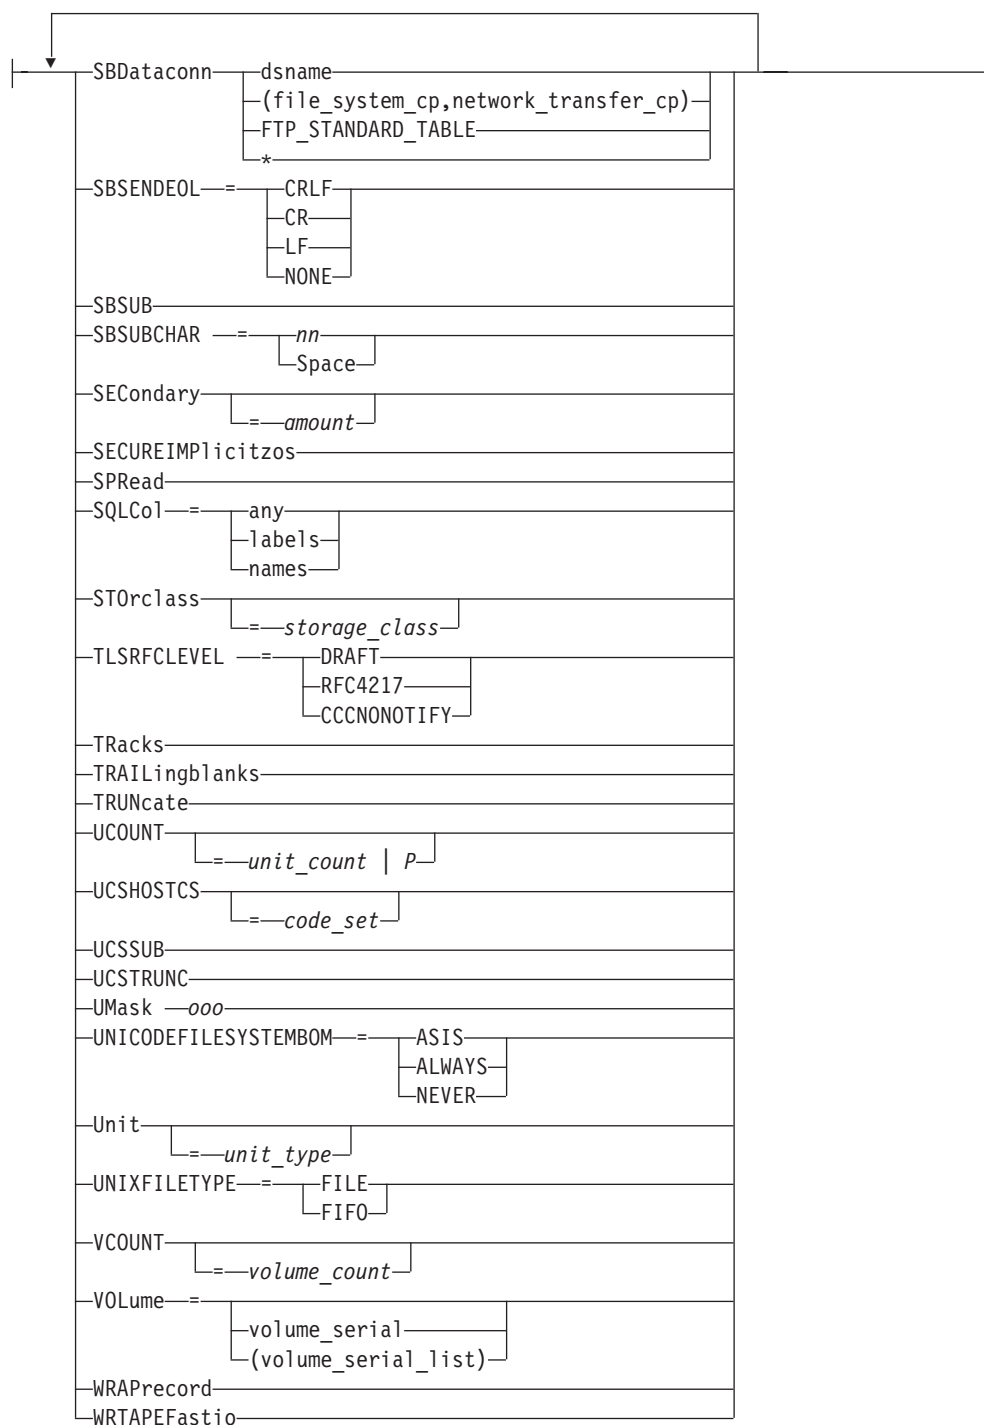 SBDataconn dsname
(file_system_cp,network_transfer_cp)
FTP_STANDARD_TABLE
*
SBSENDEOL = CRLF
CR
LF
NONE
SBSUB
SBSUBCHAR = nn
Space
SECondary
= amount
SECUREIMPlicitzos
SPRead
SQLCol = any
labels
names
STOrclass
= storage_class
TLSRFCLEVEL = DRAFT
RFC4217
CCCNONOTIFY
TRacks
TRAILingblanks
TRUNcate
UCOUNT
= unit_count | P
UCSHOSTCS
= code_set
UCSSUB
UCSTRUNC
UMask ooo
UNICODEFILESYSTEMBOM = ASIS
ALWAYS
NEVER
Unit
= unit_type
UNIXFILETYPE = FILE
FIFO
VCOUNT
= volume_count
VOLume =
volume_serial
(volume_serial_list)
WRAPrecord
WRTAPEFastio